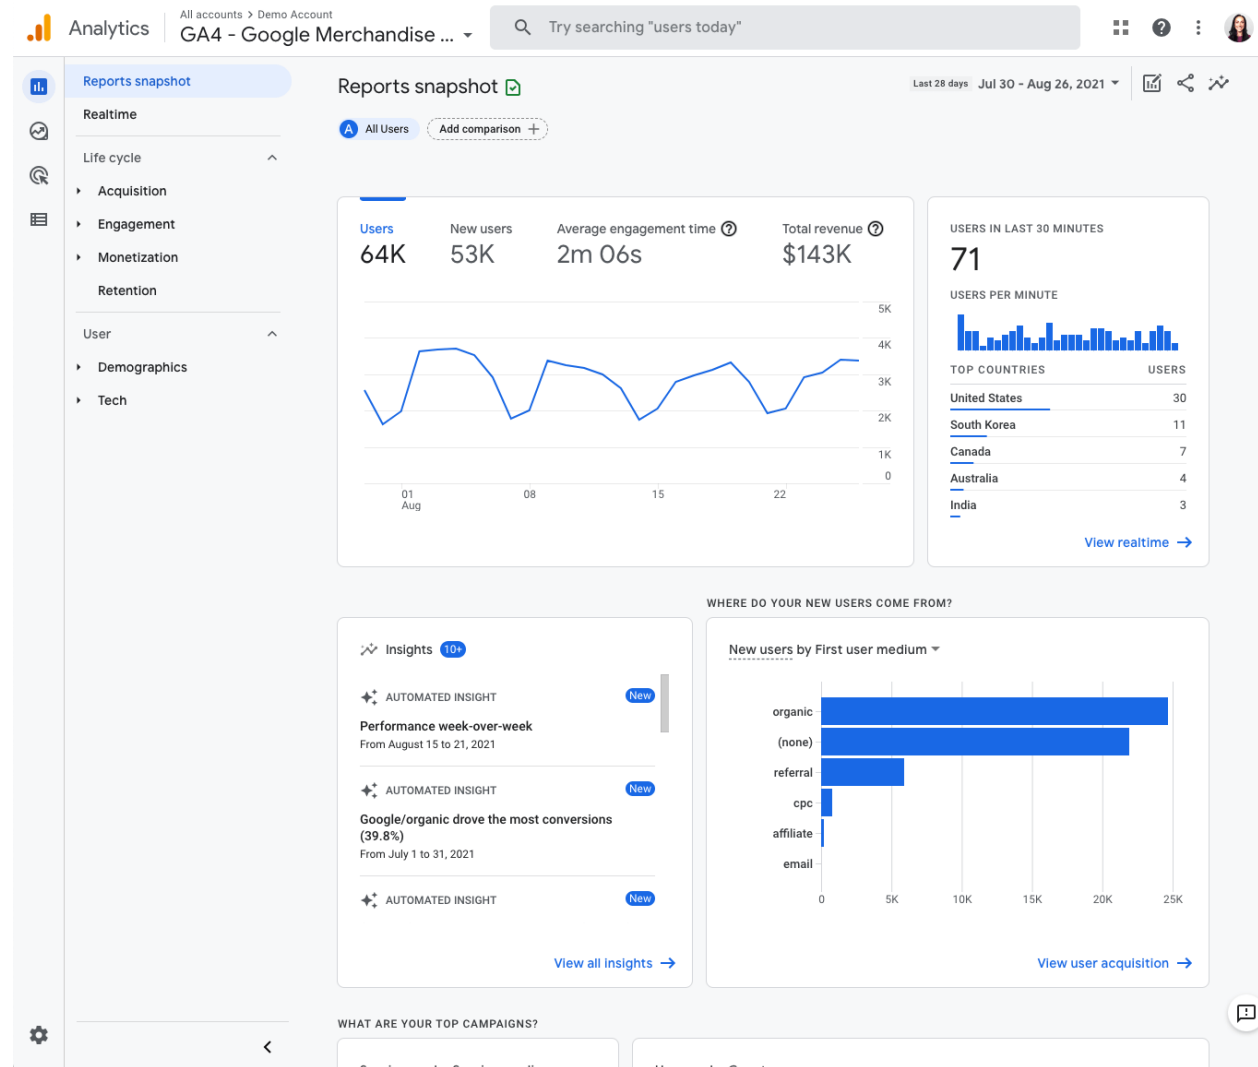 Analytics
All accounts > Demo Account
GA4 - Google Merchandise ...
Try searching "users today"
Reports snapshot
Realtime
Life cycle
Acquisition
Engagement
Monetization
Retention
User
Demographics
Tech
Reports snapshot
Last 28 days Jul 30 - Aug 26, 2021
A All Users
Add comparison +
Users
64K
New users
53K
Average engagement time
2m 06s
Total revenue
$143K
5K
4K
3K
2K
1K
0
01
Aug
08
15
22
USERS IN LAST 30 MINUTES
71
USERS PER MINUTE
TOP COUNTRIES USERS
United States 30
South Korea 11
Canada 7
Australia 4
India 3
View realtime
Insights 10+
AUTOMATED INSIGHT New
Performance week-over-week
From August 15 to 21, 2021
AUTOMATED INSIGHT New
Google/organic drove the most conversions
(39.8%)
From July 1 to 31, 2021
AUTOMATED INSIGHT New
View all insights
WHERE DO YOUR NEW USERS COME FROM?
New users by First user medium
organic
(none)
referral
cpc
affiliate
email
0 5K 10K 15K 20K 25K
View user acquisition
WHAT ARE YOUR TOP CAMPAIGNS?